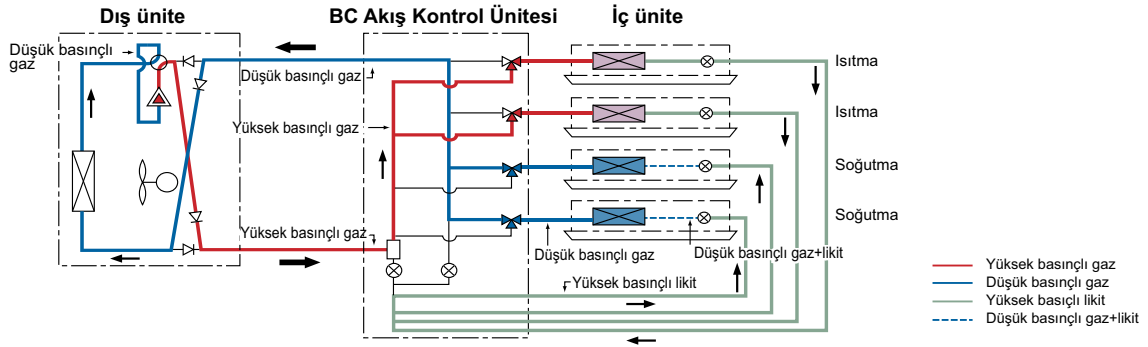 Dış ünite
BC Akış Kontrol Ünitesi
İç ünite
Düşük basınçlı
gaz
Düşük basınçlı gaz
Isıtma
Yüksek basınçlı gaz
Isıtma
Soğutma
Soğutma
Yüksek basınçlı gaz
Düşük basınçlı gaz
Düşük basınçlı gaz+likit
Yüksek basınçlı likit
Yüksek basınçlı gaz
Düşük basınçlı gaz
Yüksek basıçlı likit
Düşük basınçlı gaz+likit